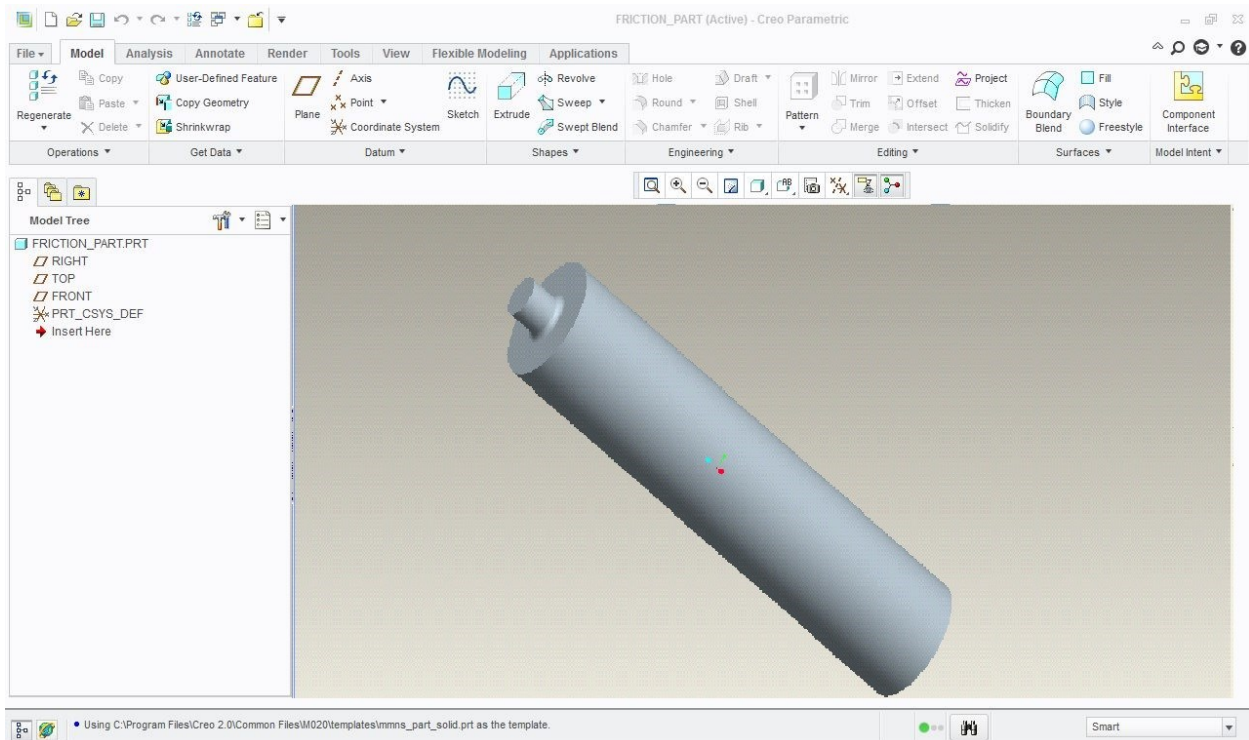 FRICTION_PART (Active) - Creo Parametric
File Model Analysis Annotate Render Tools View Flexible Modeling Applications
Regenerate
Copy
Paste
Delete
Operations
User-Defined Feature
Copy Geometry
Shrinkwrap
Get Data
Plane
Axis
Point
Coordinate System
Sketch
Datum
Extrude
Revolve
Sweep
Swept Blend
Shapes
Hole
Draft
Round
Shell
Chamfer
Rib
Engineering
Pattern
Mirror
Extend
Project
Trim
Offset
Thicken
Merge
Intersect
Solidify
Editing
Boundary
Blend
Fill
Style
Freestyle
Surfaces
Component
Interface
Model Intent
Model Tree
FRICTION_PART.PRT
RIGHT
TOP
FRONT
PRT_CSYS_DEF
Insert Here
• Using C:\Program Files\Creo 2.0\Common Files\M020\templates\mmns_part_solid.prt as the template.
Smart